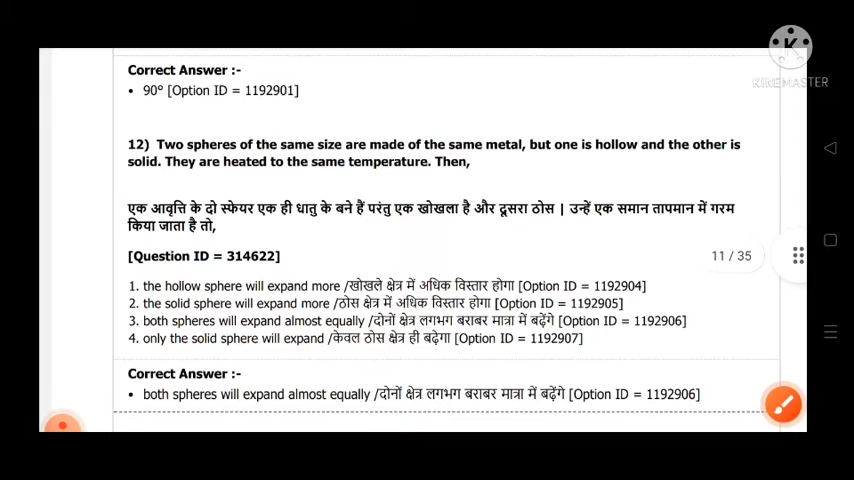 Correct Answer :-
• 90° [Option ID = 1192901]
K
KINEMASTER
12) Two spheres of the same size are made of the same metal, but one is hollow and the other is
solid. They are heated to the same temperature. Then,
एक आवृत्ति के दो स्फेयर एक ही धातु के बने हैं परंतु एक खोखला है और दूसरा ठोस | उन्हें एक समान तापमान में गरम
किया जाता है तो,
[Question ID = 314622]
11 / 35
1. the hollow sphere will expand more /खोखले क्षेत्र में अधिक विस्तार होगा [Option ID = 1192904]
2. the solid sphere will expand more /ठोस क्षेत्र में अधिक विस्तार होगा [Option ID = 1192905]
3. both spheres will expand almost equally /दोनों क्षेत्र लगभग बराबर मात्रा में बढ़ेंगे [Option ID = 1192906]
4. only the solid sphere will expand /केवल ठोस क्षेत्र ही बढ़ेगा [Option ID = 1192907]
Correct Answer :-
• both spheres will expand almost equally /दोनों क्षेत्र लगभग बराबर मात्रा में बढ़ेंगे [Option ID = 1192906]